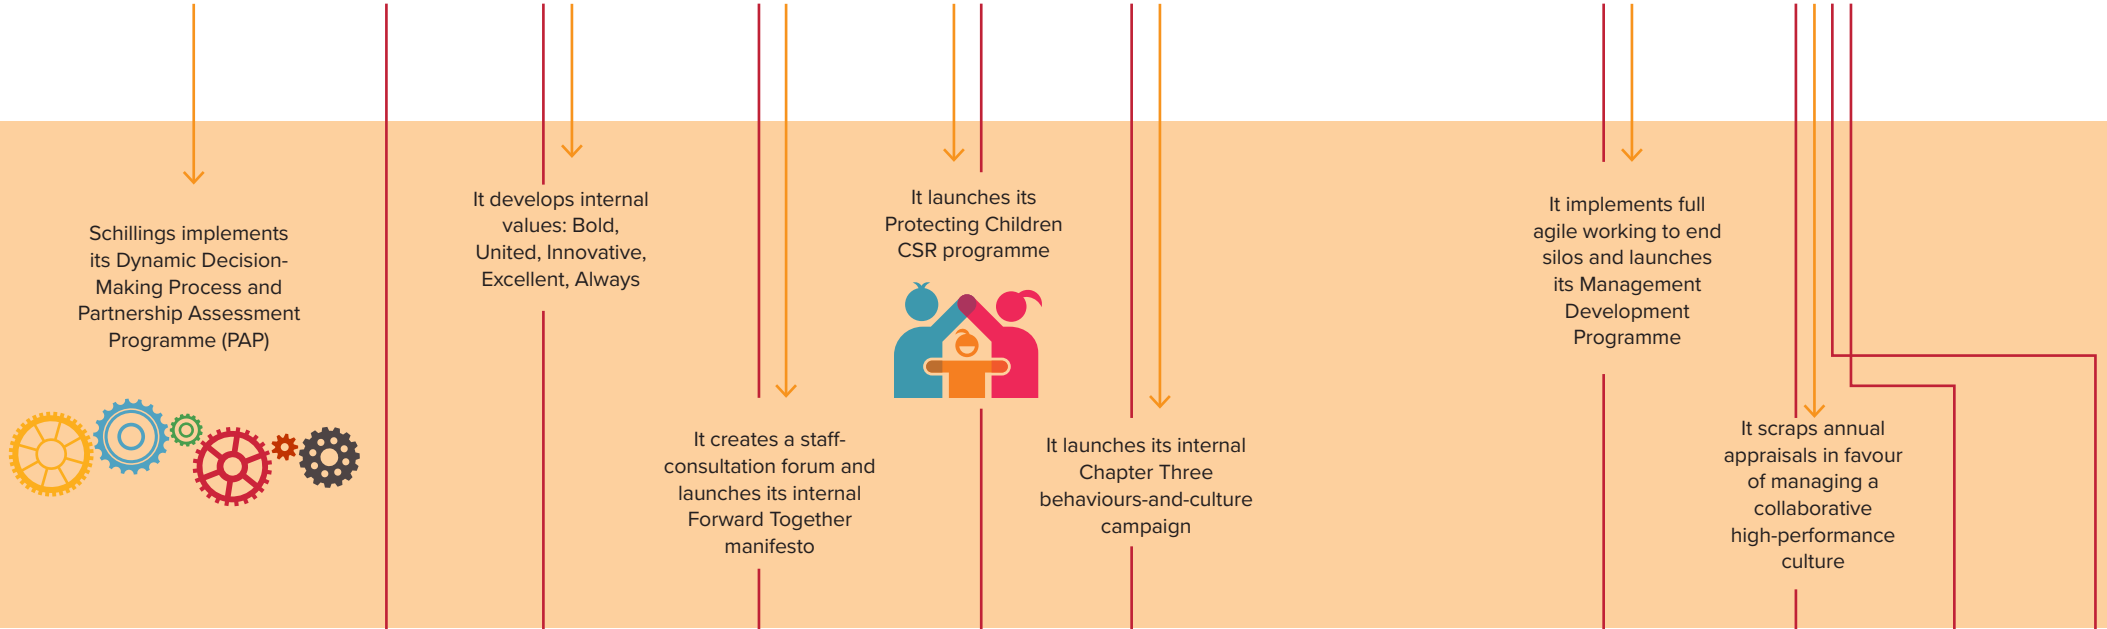 Schillings implements
its Dynamic Decision-
Making Process and
Partnership Assessment
Programme (PAP)
It develops internal
values: Bold,
United, Innovative,
Excellent, Always
It creates a staff-
consultation forum and
launches its internal
Forward Together
manifesto
It launches its
Protecting Children
CSR programme
It launches its internal
Chapter Three
behaviours-and-culture
campaign
It implements full
agile working to end
silos and launches
its Management
Development
Programme
It scraps annual
appraisals in favour
of managing a
collaborative
high-performance
culture